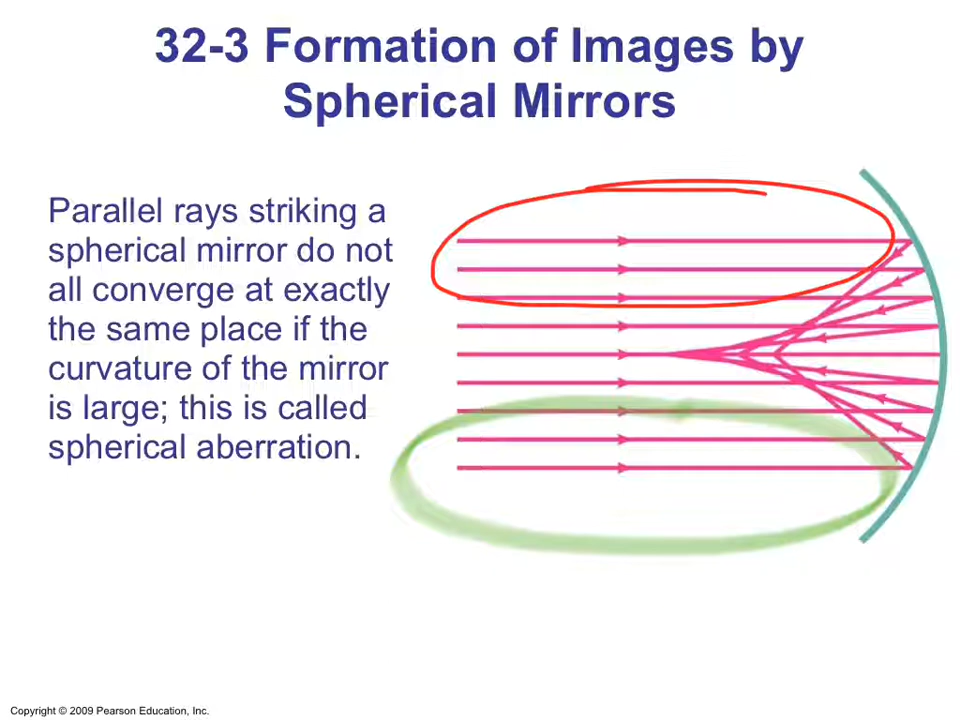 32-3 Formation of Images by
Spherical Mirrors
Parallel rays striking a
spherical mirror do not
all converge at exactly
the same place if the
curvature of the mirror
is large; this is called
spherical aberration.
Copyright © 2009 Pearson Education, Inc.